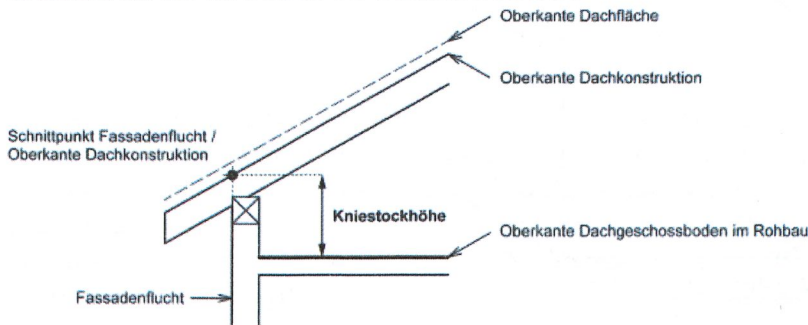 Oberkante Dachfläche
Oberkante Dachkonstruktion
Schnittpunkt Fassadenflucht /
Oberkante Dachkonstruktion
Kniestockhöhe
Oberkante Dachgeschossboden im Rohbau
Fassadenflucht